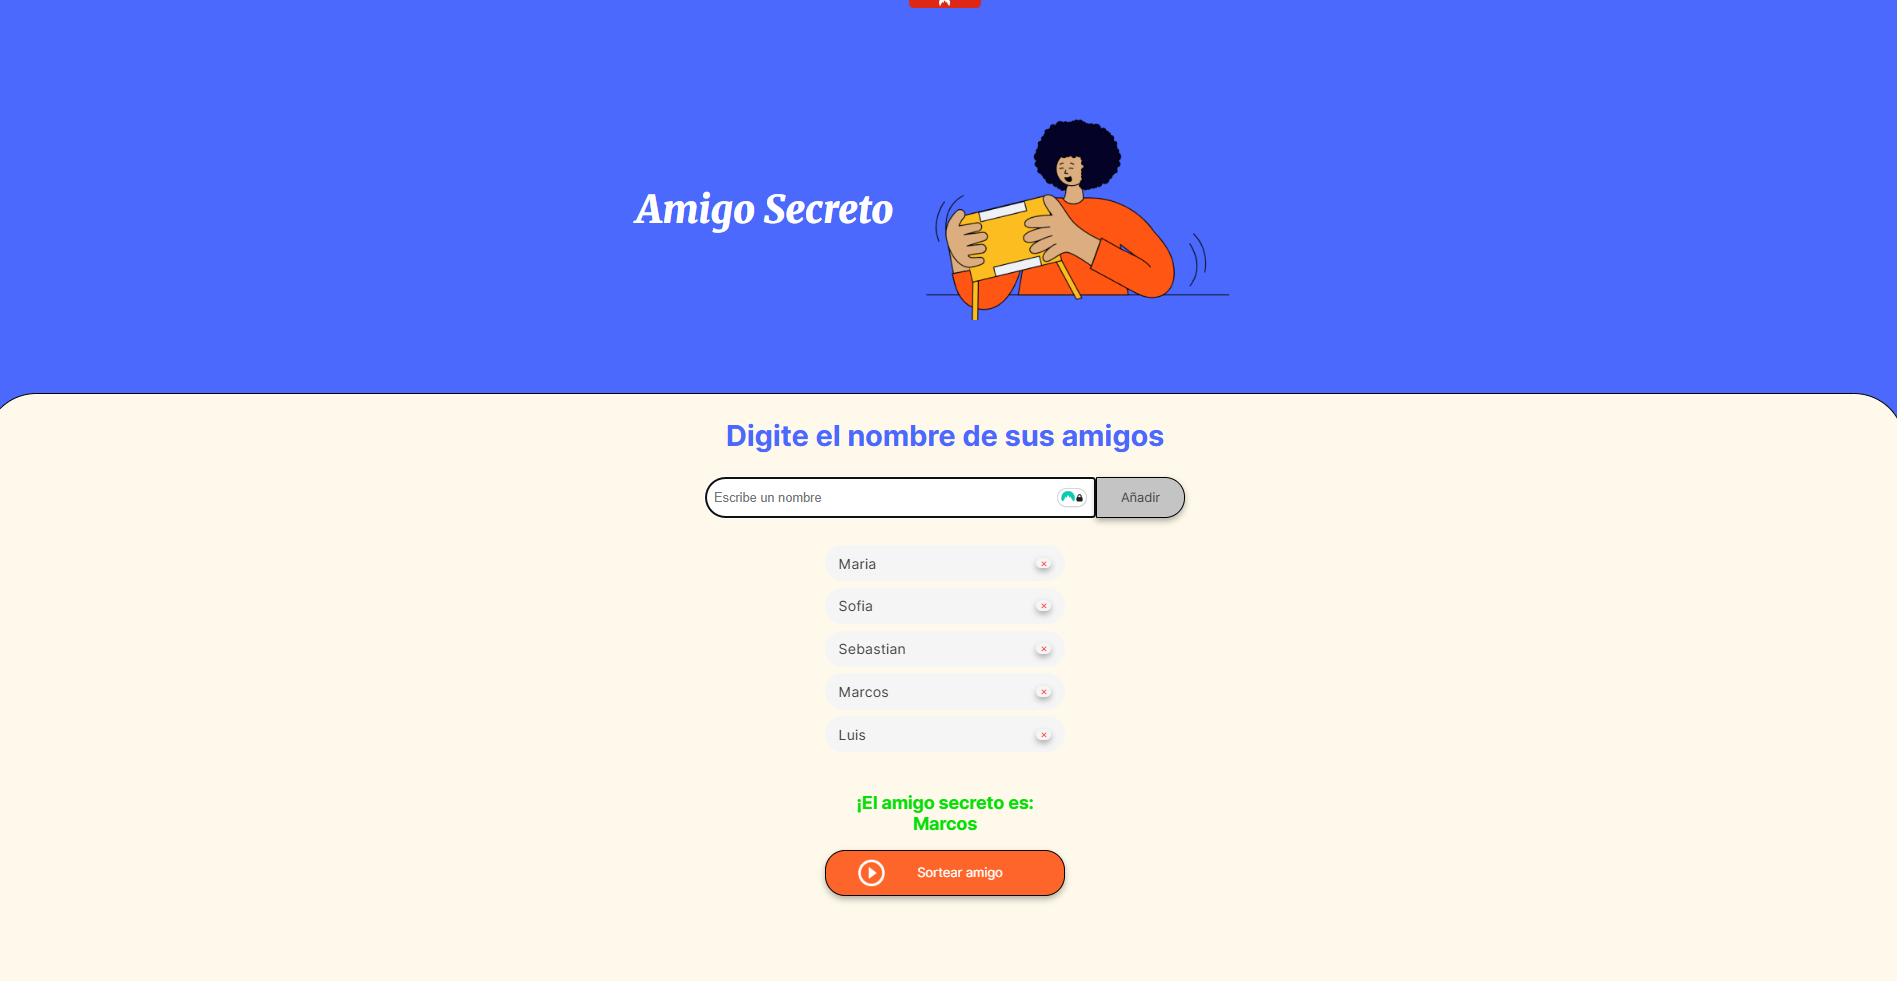 Amigo Secreto
Digite el nombre de sus amigos
Escribe un nombre
Añadir
Maria
Sofia
Sebastian
Marcos
Luis
¡El amigo secreto es:
Marcos
Sortear amigo